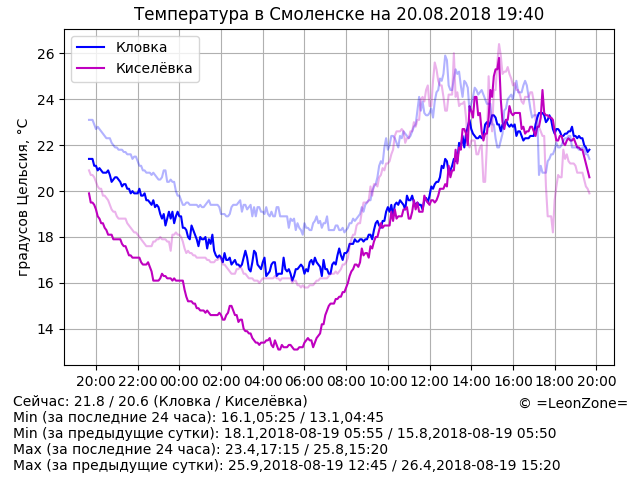 Температура в Смоленске на 20.08.2018 19:40
Кловка
Киселёвка
градусов Цельсия, °C
26
24
22
20
18
16
14
20:00 22:00 00:00 02:00 04:00 06:00 08:00 10:00 12:00 14:00 16:00 18:00 20:00
Сейчас: 21.8 / 20.6 (Кловка / Киселёвка)
© =LeonZone=
Min (за последние 24 часа): 16.1,05:25 / 13.1,04:45
Min (за предыдущие сутки): 18.1,2018-08-19 05:55 / 15.8,2018-08-19 05:50
Max (за последние 24 часа): 23.4,17:15 / 25.8,15:20
Max (за предыдущие сутки): 25.9,2018-08-19 12:45 / 26.4,2018-08-19 15:20